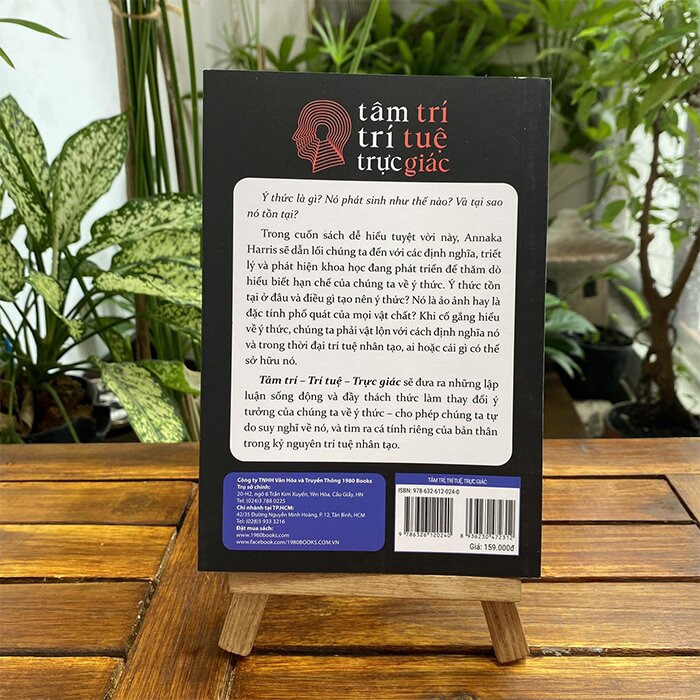 tâm trí
trí tuệ
trực giác
Ý thức là gì? Nó phát sinh như thế nào? Và tại sao
nó tồn tại?
Trong cuốn sách dễ hiểu tuyệt vời này, Annaka
Harris sẽ dẫn lối chúng ta đến với các định nghĩa, triết
lý và phát hiện khoa học đang phát triển để thăm dò
hiểu biết hạn chế của chúng ta về ý thức. Ý thức tồn
tại ở đâu và điều gì tạo nên ý thức? Nó là ảo ảnh hay là
đặc tính phổ quát của mọi vật chất? Khi cố gắng hiểu
về ý thức, chúng ta phải vật lộn với cách định nghĩa nó
và trong thời đại trí tuệ nhân tạo, ai hoặc cái gì có thể
sở hữu nó.
Tâm trí – Trí tuệ – Trực giác sẽ đưa ra những lập
luận sống động và đầy thách thức làm thay đổi ý
tưởng của chúng ta về ý thức – cho phép chúng ta tự
do suy nghĩ về nó, và tìm ra cá tính riêng của bản thân
trong kỷ nguyên trí tuệ nhân tạo.
Công ty TNHH Văn Hóa và Truyền Thông 1980 Books
Trụ sở chính:
20-H2, ngõ 6 Trần Kim Xuyến, Yên Hòa, Cầu Giấy, HN
Tel: (024)3 788 0225
Chi nhánh tại TP.HCM:
42/35 Đường Nguyễn Minh Hoàng, P. 12, Tân Bình, HCM
Tel: (028)3 933 3216
Đặt mua sách:
www.1980books.com
www.facebook.com/1980BOOKS.COM.VN
TÂM TRÍ, TRÍ TUỆ, TRỰC GIÁC
ISBN: 978-632-612-024-0
9 786326 120240
8 936230 472312
Giá: 159.000đ